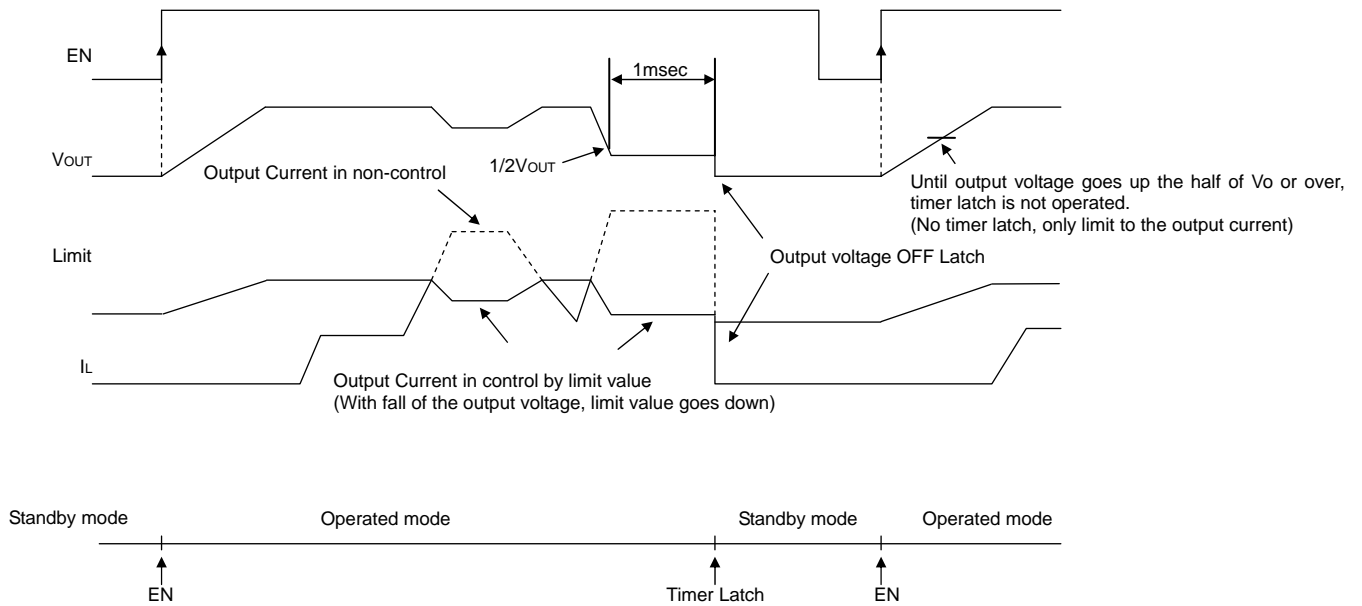 EN
1msec
VOUT
Output Current in non-control
1/2VOUT
Until output voltage goes up the half of Vo or over,
timer latch is not operated.
(No timer latch, only limit to the output current)
Limit
Output voltage OFF Latch
IL
Output Current in control by limit value
(With fall of the output voltage, limit value goes down)
Standby mode
Operated mode
Standby mode
Operated mode
EN
Timer Latch
EN